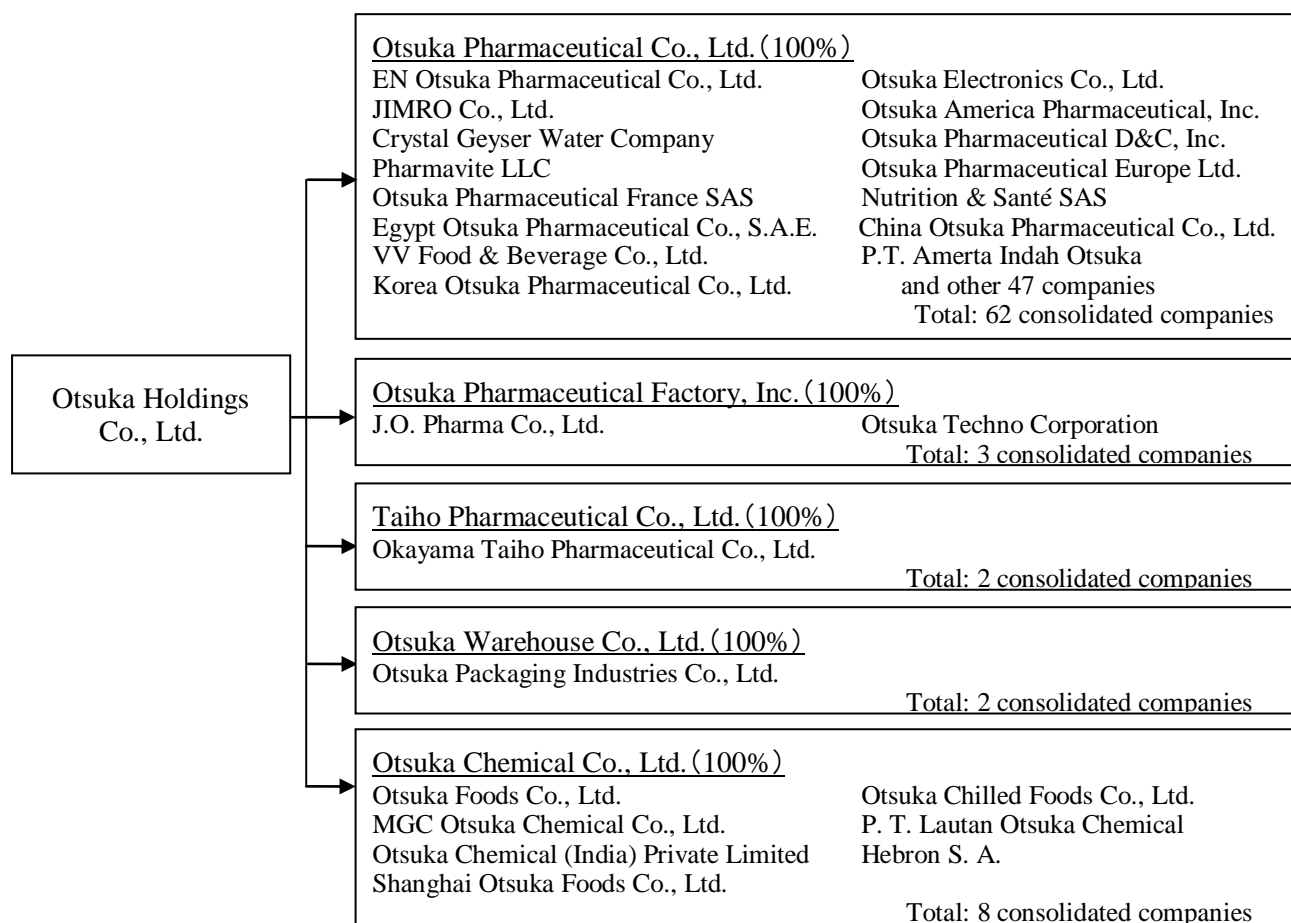 Otsuka Holdings
Co., Ltd.
Otsuka Pharmaceutical Co., Ltd.(100%)
EN Otsuka Pharmaceutical Co., Ltd. Otsuka Electronics Co., Ltd.
JIMRO Co., Ltd. Otsuka America Pharmaceutical, Inc.
Crystal Geyser Water Company Otsuka Pharmaceutical D&C, Inc.
Pharmavite LLC Otsuka Pharmaceutical Europe Ltd.
Otsuka Pharmaceutical France SAS Nutrition & Santé SAS
Egypt Otsuka Pharmaceutical Co., S.A.E. China Otsuka Pharmaceutical Co., Ltd.
VV Food & Beverage Co., Ltd. P.T. Amerta Indah Otsuka
Korea Otsuka Pharmaceutical Co., Ltd. and other 47 companies
Total: 62 consolidated companies
Otsuka Pharmaceutical Factory, Inc.(100%)
J.O. Pharma Co., Ltd. Otsuka Techno Corporation
Total: 3 consolidated companies
Taiho Pharmaceutical Co., Ltd.(100%)
Okayama Taiho Pharmaceutical Co., Ltd.
Total: 2 consolidated companies
Otsuka Warehouse Co., Ltd.(100%)
Otsuka Packaging Industries Co., Ltd.
Total: 2 consolidated companies
Otsuka Chemical Co., Ltd.(100%)
Otsuka Foods Co., Ltd. Otsuka Chilled Foods Co., Ltd.
MGC Otsuka Chemical Co., Ltd. P. T. Lautan Otsuka Chemical
Otsuka Chemical (India) Private Limited Hebron S. A.
Shanghai Otsuka Foods Co., Ltd.
Total: 8 consolidated companies